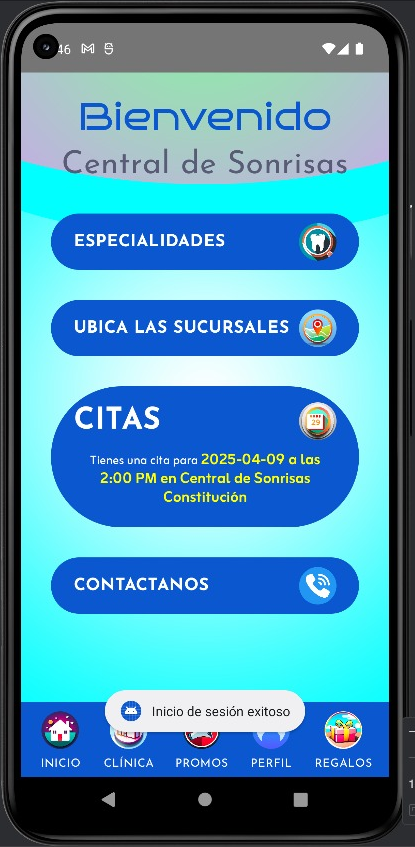 46
Bienvenido
Central de Sonrisas
ESPECIALIDADES
UBICA LAS SUCURSALES
CITAS
29
Tienes una cita para 2025-04-09 a las
2:00 PM en Central de Sonrisas
Constitución
CONTACTANOS
Inicio de sesión exitoso
INICIO CLÍNICA PROMOS PERFIL REGALOS